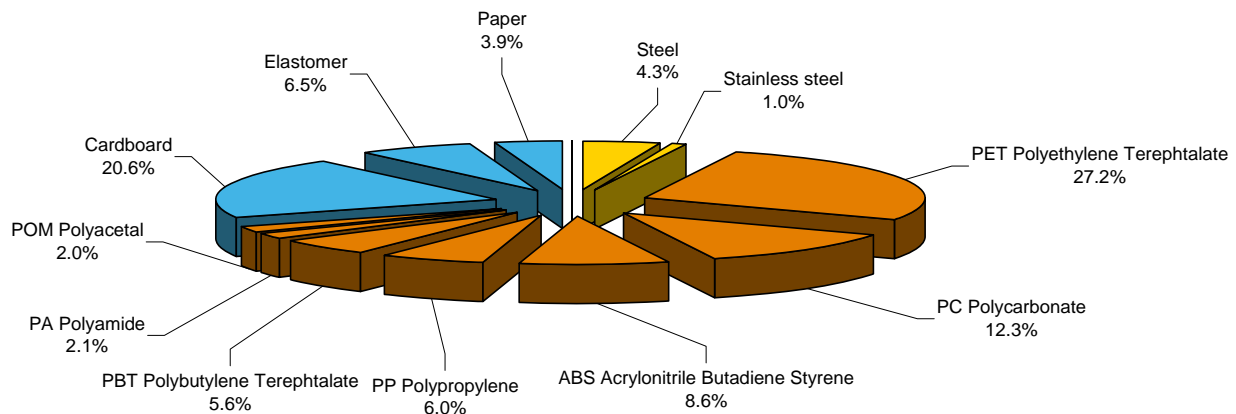 Paper
3.9%
Steel
4.3%
Elastomer
6.5%
Stainless steel
1.0%
Cardboard
20.6%
PET Polyethylene Terephtalate
27.2%
POM Polyacetal
2.0%
PC Polycarbonate
12.3%
PA Polyamide
2.1%
PBT Polybutylene Terephtalate
5.6%
PP Polypropylene
6.0%
ABS Acrylonitrile Butadiene Styrene
8.6%